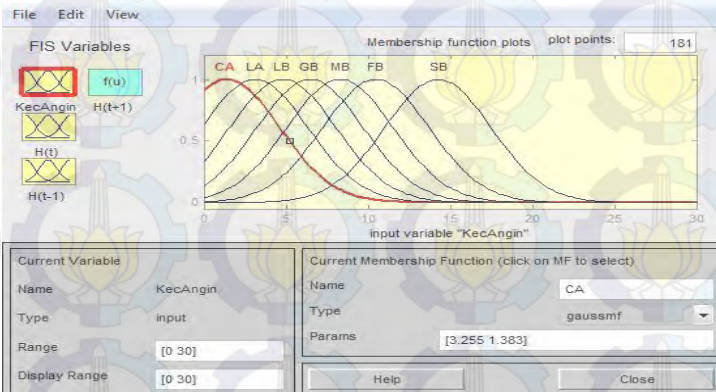 File Edit View
FIS Variables
KecAngin
f(u)
H(t+1)
H(t)
H(t-1)
Membership function plots plot points: 181
CA LA LB GB MB FB SB
1
0.5
0
0 5 10 15 20 25 30
input variable "KecAngin"
Current Variable
Name KecAngin
Type input
Range [0 30]
Display Range [0 30]
Current Membership Function (click on MF to select)
Name CA
Type gaussmf
Params [3.255 1.383]
Help Close